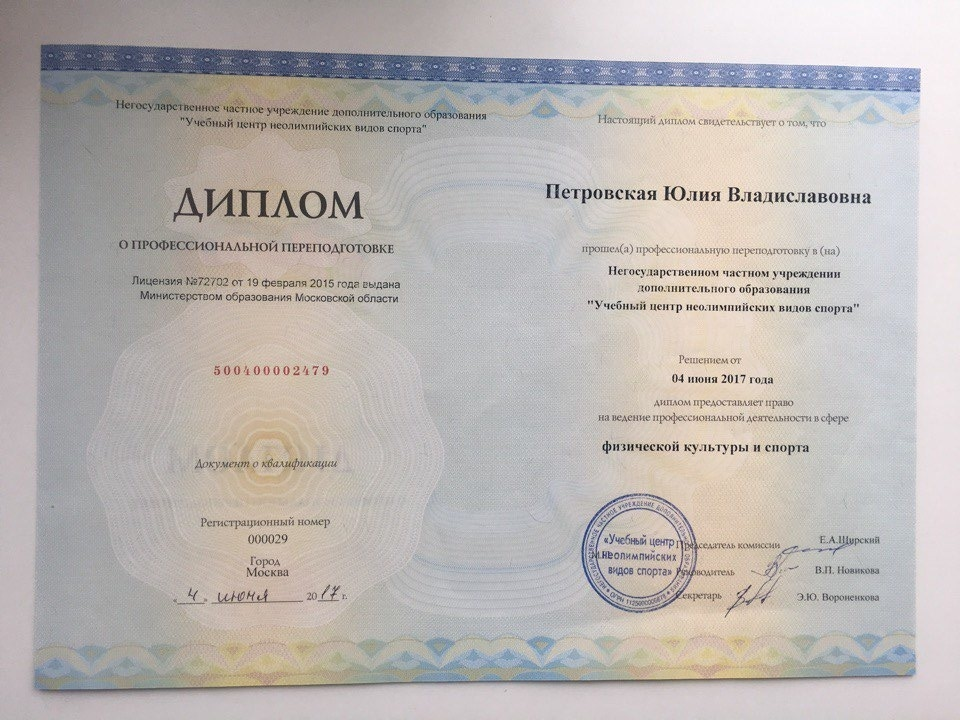 Негосударственное частное учреждение дополнительного образования
"Учебный центр неолимпийских видов спорта"
ДИПЛОМ
О ПРОФЕССИОНАЛЬНОЙ ПЕРЕПОДГОТОВКЕ
Лицензия №72702 от 19 февраля 2015 года выдана
Министерством образования Московской области
500400002479
Документ о квалификации
Регистрационный номер
000029
Город
Москва
„ 4 " июня 2017 г.
Настоящий диплом свидетельствует о том, что
Петровская Юлия Владиславовна
прошел(а) профессиональную переподготовку в (на)
Негосударственном частном учреждении
дополнительного образования
"Учебный центр неолимпийских видов спорта"
Решением от
04 июня 2017 года
диплом предоставляет право
на ведение профессиональной деятельности в сфере
физической культуры и спорта
«Учебный центр
неолимпийских
видов спорта»
Председатель комиссии Е.А.Ширский
Руководитель В.П. Новикова
Секретарь Э.Ю. Вороненкова